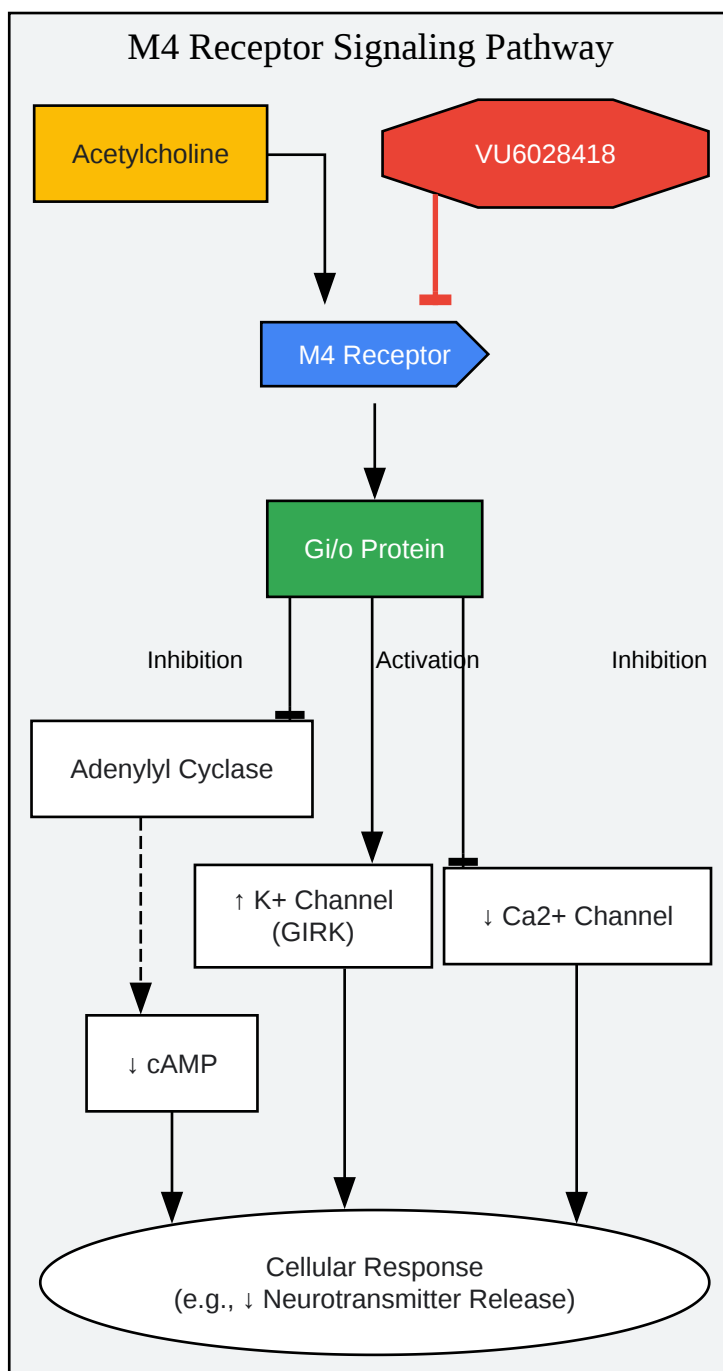 M4 Receptor Signaling Pathway
Acetylcholine
VU6028418
M4 Receptor
Gi/o Protein
Inhibition
Activation
Inhibition
Adenylyl Cyclase
↑ K+ Channel
(GIRK)
↓ Ca2+ Channel
↓ cAMP
Cellular Response
(e.g., ↓ Neurotransmitter Release)